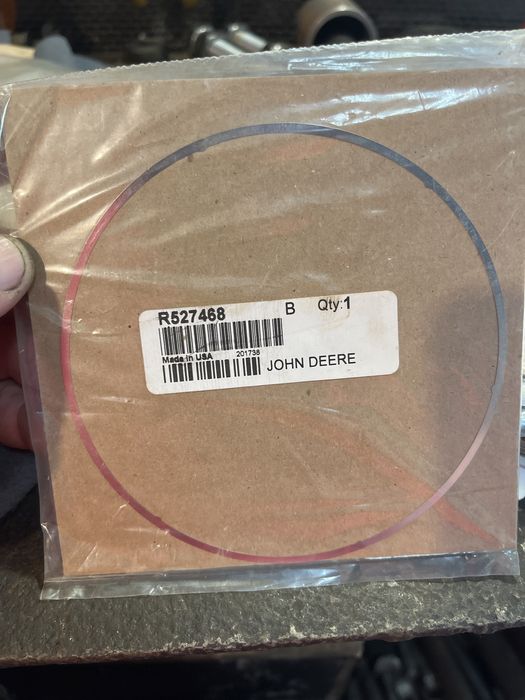 R527468 B Qty:1
Made in USA 201738
JOHN DEERE